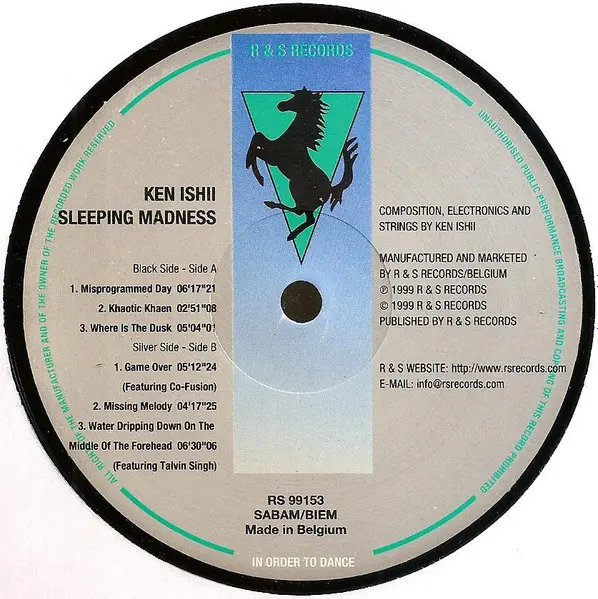 R & S RECORDS
KEN ISHII
SLEEPING MADNESS
Black Side - Side A
1. Misprogrammed Day 06'17"21
2. Khaotic Khaen 02'51"08
3. Where Is The Dusk 05'04"01
Silver Side - Side B
1. Game Over 05'12"24
(Featuring Co-Fusion)
2. Missing Melody 04'17"25
3. Water Dripping Down On The
Middle Of The Forehead 06'30"06
(Featuring Talvin Singh)
COMPOSITION, ELECTRONICS AND
STRINGS BY KEN ISHII
MANUFACTURED AND MARKETED
BY R & S RECORDS/BELGIUM
℗ 1999 R & S RECORDS
© 1999 R & S RECORDS
PUBLISHED BY R & S RECORDS
R & S WEBSITE: http://www.rsrecords.com
E-MAIL: info@rsrecords.com
RS 99153
SABAM/BIEM
Made in Belgium
IN ORDER TO DANCE
ALL RIGHTS OF THE MANUFACTURER AND OF THE OWNER OF THE RECORDED WORK RESERVED
UNAUTHORISED PUBLIC PERFORMANCE BROADCASTING AND COPYING OF THIS RECORD PROHIBITED